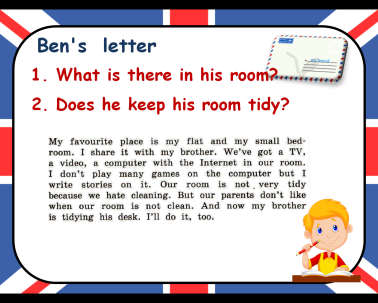 Ben's letter
1. What is there in his room?
2. Does he keep his room tidy?
My favourite place is my flat and my small bed-
room. I share it with my brother. We've got a TV,
a video, a computer with the Internet in our room.
I don't play many games on the computer but I
write stories on it. Our room is not very tidy
because we hate cleaning. But our parents don't like
when our room is not clean. And now my brother
is tidying his desk. I'll do it, too.